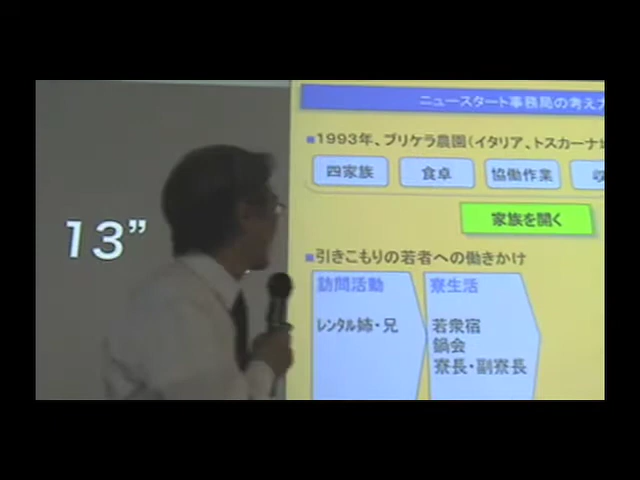 ニュースタート事務局の考え
13”
■1993年、ブリケラ農園(イタリア、トスカーナ
四家族 食卓 協働作業
家族を開く
■引きこもりの若者への働きかけ
訪問活動 寮生活
レンタル姉・兄 若衆宿
鍋会
寮長・副寮長